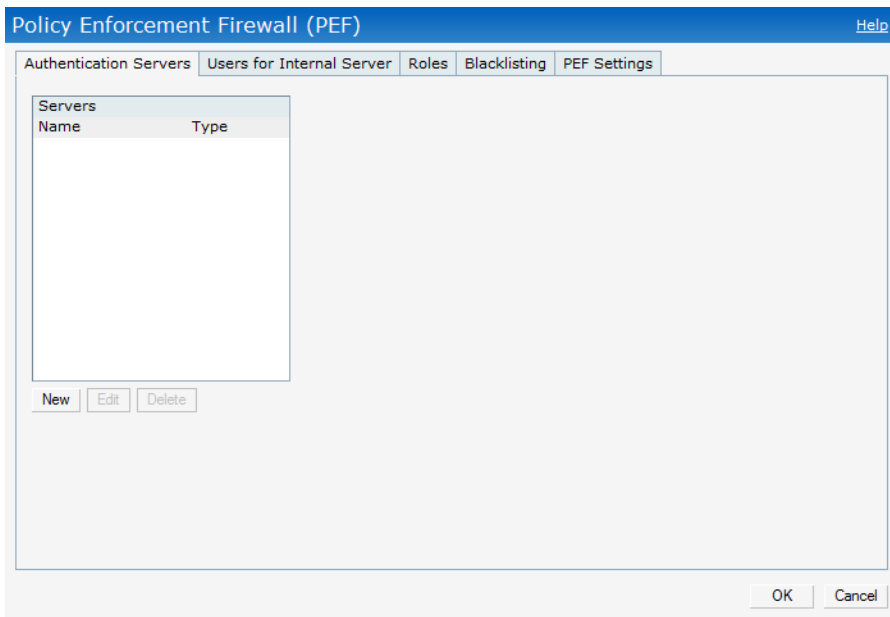 Policy Enforcement Firewall (PEF) Help
Authentication Servers Users for Internal Server Roles Blacklisting PEF Settings
Servers
Name Type
New Edit Delete
OK Cancel